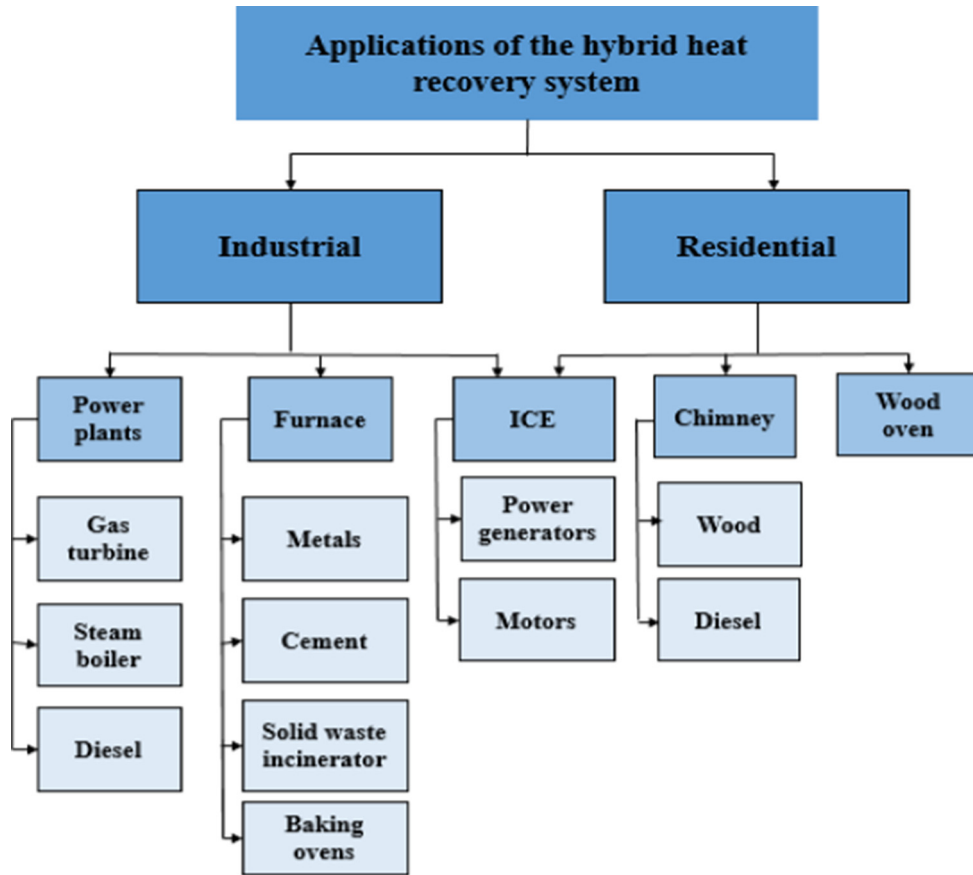 Applications of the hybrid heat
recovery system
Industrial
Residential
Power
plants
Furnace
ICE
Chimney
Wood
oven
Gas
turbine
Metals
Power
generators
Wood
Steam
boiler
Cement
Motors
Diesel
Diesel
Solid waste
incinerator
Baking
ovens